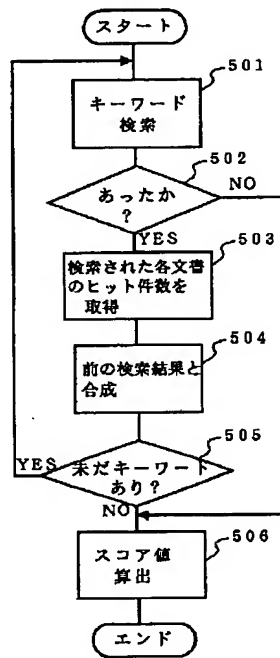 スタート
501
キーワード
検索
502
あったか
?
NO
YES
503
検索された各文書
のヒット件数を
取得
504
前の検索結果と
合成
505
YES
未だキーワート
あり?
NO
506
スコア値
算出
エンド